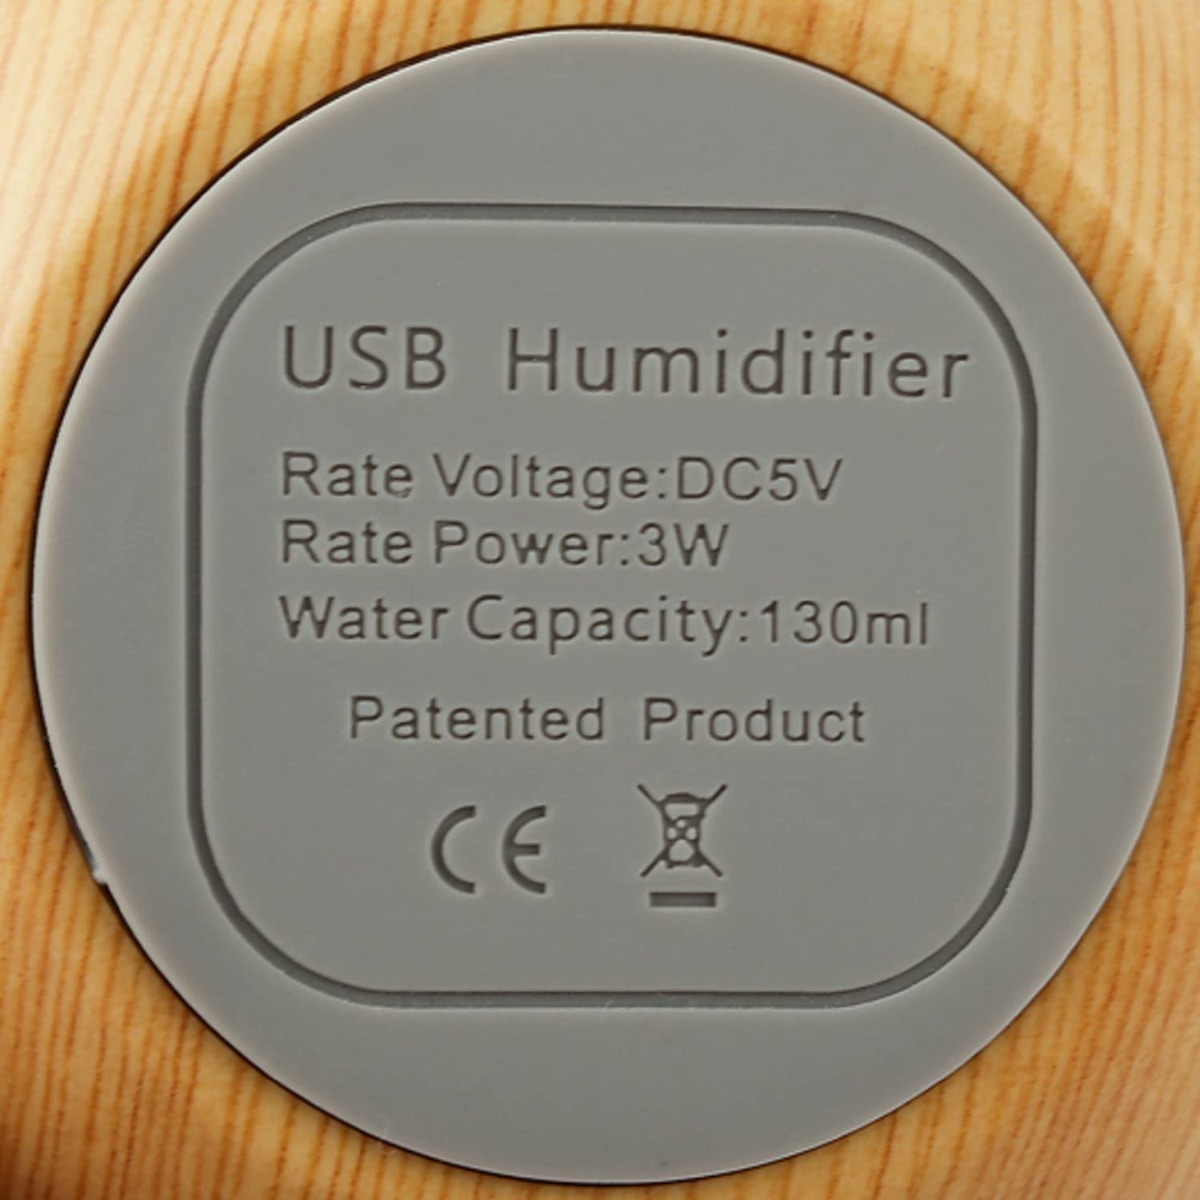 USB Humidifier
Rate Voltage:DC5V
Rate Power:3W
Water Capacity:130ml
Patented Product
CE